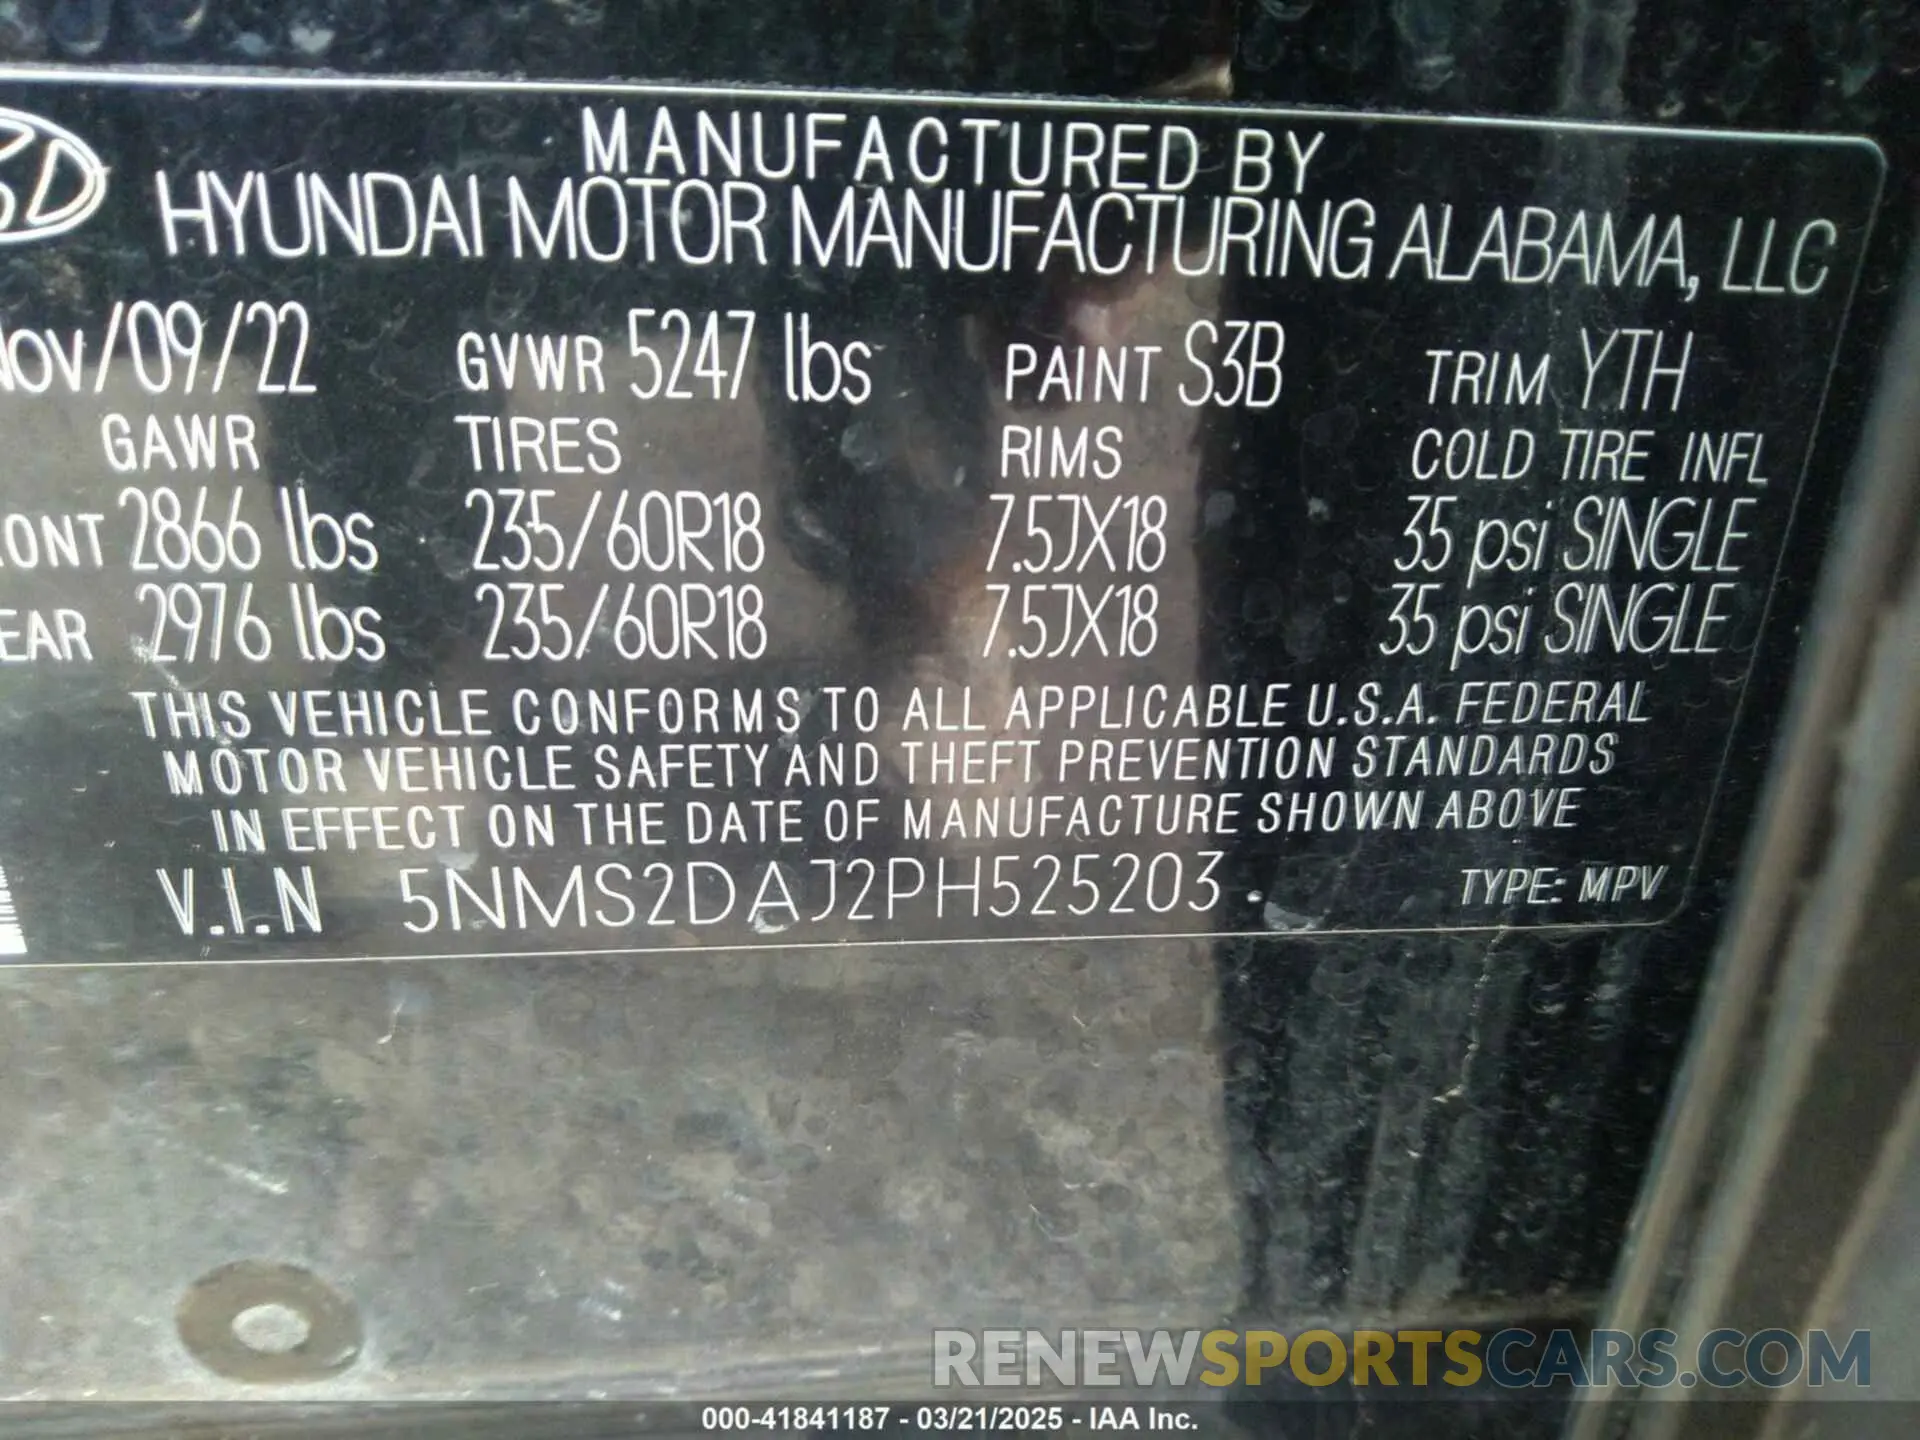 MANUFACTURED BY
HYUNDAI MOTOR MANUFACTURING ALABAMA, LLC
Nov/09/22 GVWR 5247 lbs PAINT S3B TRIM YTH
GAWR TIRES RIMS COLD TIRE INFL
RONT 2866 lbs 235/60R18 7.5JX18 35 psi SINGLE
EAR 2976 lbs 235/60R18 7.5JX18 35 psi SINGLE
THIS VEHICLE CONFORMS TO ALL APPLICABLE U.S.A. FEDERAL
MOTOR VEHICLE SAFETY AND THEFT PREVENTION STANDARDS
IN EFFECT ON THE DATE OF MANUFACTURE SHOWN ABOVE
V.I.N 5NMS2DAJ2PH525203 TYPE: MPV
RENEWSPORTSCARS.COM
000-41841187 - 03/21/2025 - IAA Inc.